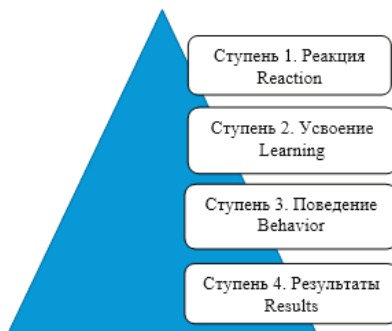 Ступень 1. Реакция
Reaction
Ступень 2. Усвоение
Learning
Ступень 3. Поведение
Behavior
Ступень 4. Результаты
Results